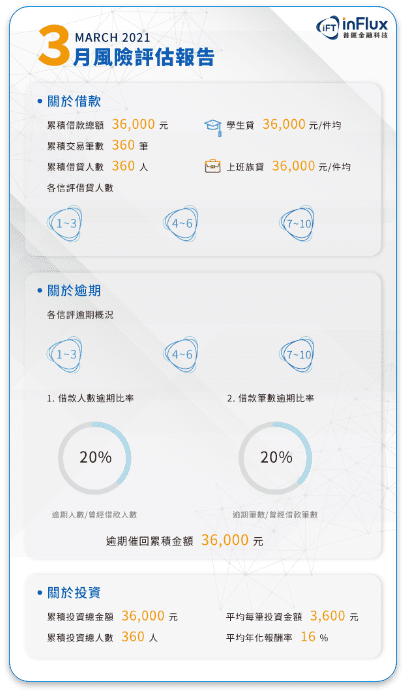 3 MARCH 2021
月風險評估報告
iFT inFlux
普匯金融科技
• 關於借款
累積借款總額 36,000 元
學生貸 36,000 元/件均
累積交易筆數 360 筆
累積借貸人數 360 人
上班族貸 36,000 元/件均
各信評借貸人數
1~3 4~6 7~10
• 關於逾期
各信評逾期概況
1~3 4~6 7~10
1. 借款人數逾期比率 2. 借款筆數逾期比率
20% 20%
逾期人數/曾經借款人數 逾期筆數/曾經借款筆數
逾期催回累積金額 36,000 元
• 關於投資
累積投資總金額 36,000 元 平均每筆投資金額 3,600 元
累積投資總人數 360 人 平均年化報酬率 16 %